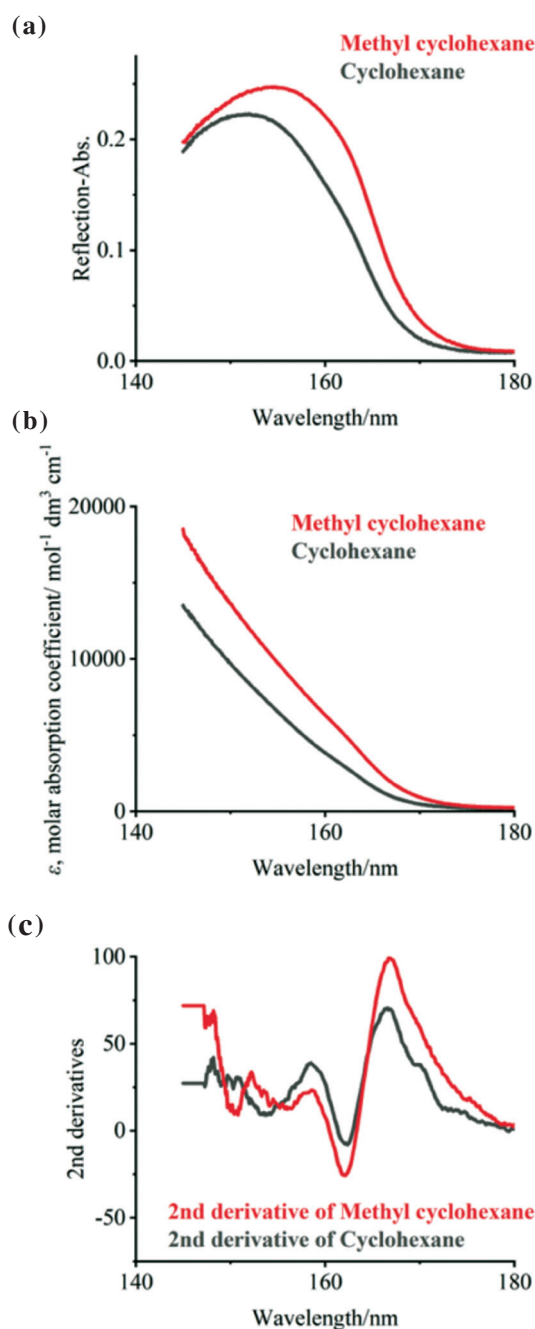 (a)
Methyl cyclohexane
Cyclohexane
Reflection-Abs.
0.2
0.1
0.0
140
160
180
Wavelength/nm
(b)
ε, molar absorption coefficient/ mol⁻¹ dm³ cm⁻¹
20000
Methyl cyclohexane
Cyclohexane
10000
0
140
160
180
Wavelength/nm
(c)
2nd derivatives
100
50
0
-50
2nd derivative of Methyl cyclohexane
2nd derivative of Cyclohexane
140
160
180
Wavelength/nm